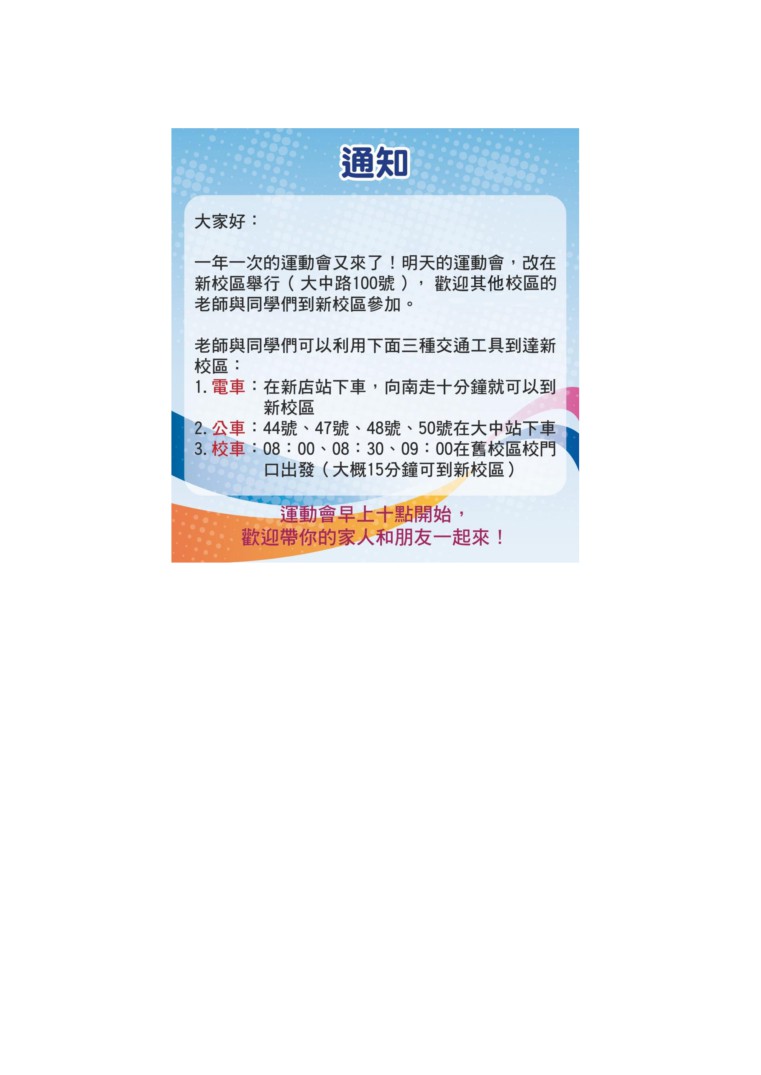 通知
大家好：
一年一次的運動會又來了！明天的運動會，改在
新校區舉行（大中路100號），歡迎其他校區的
老師與同學們到新校區參加。
老師與同學們可以利用下面三種交通工具到達新
校區：
1. 電車：在新店站下車，向南走十分鐘就可以到
新校區
2. 公車：44號、47號、48號、50號在大中站下車
3. 校車：08：00、08：30、09：00在舊校區校門
口出發（大概15分鐘可到新校區）
運動會早上十點開始，
歡迎帶你的家人和朋友一起來！